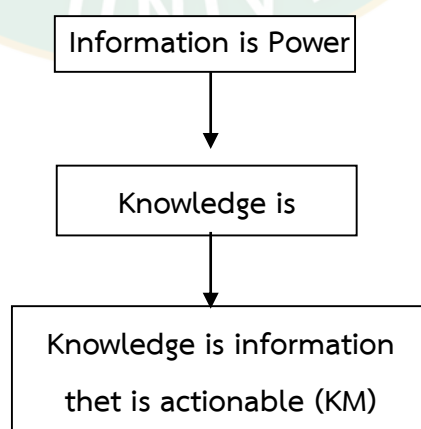 Information is Power
Knowledge is
Knowledge is information
thet is actionable (KM)